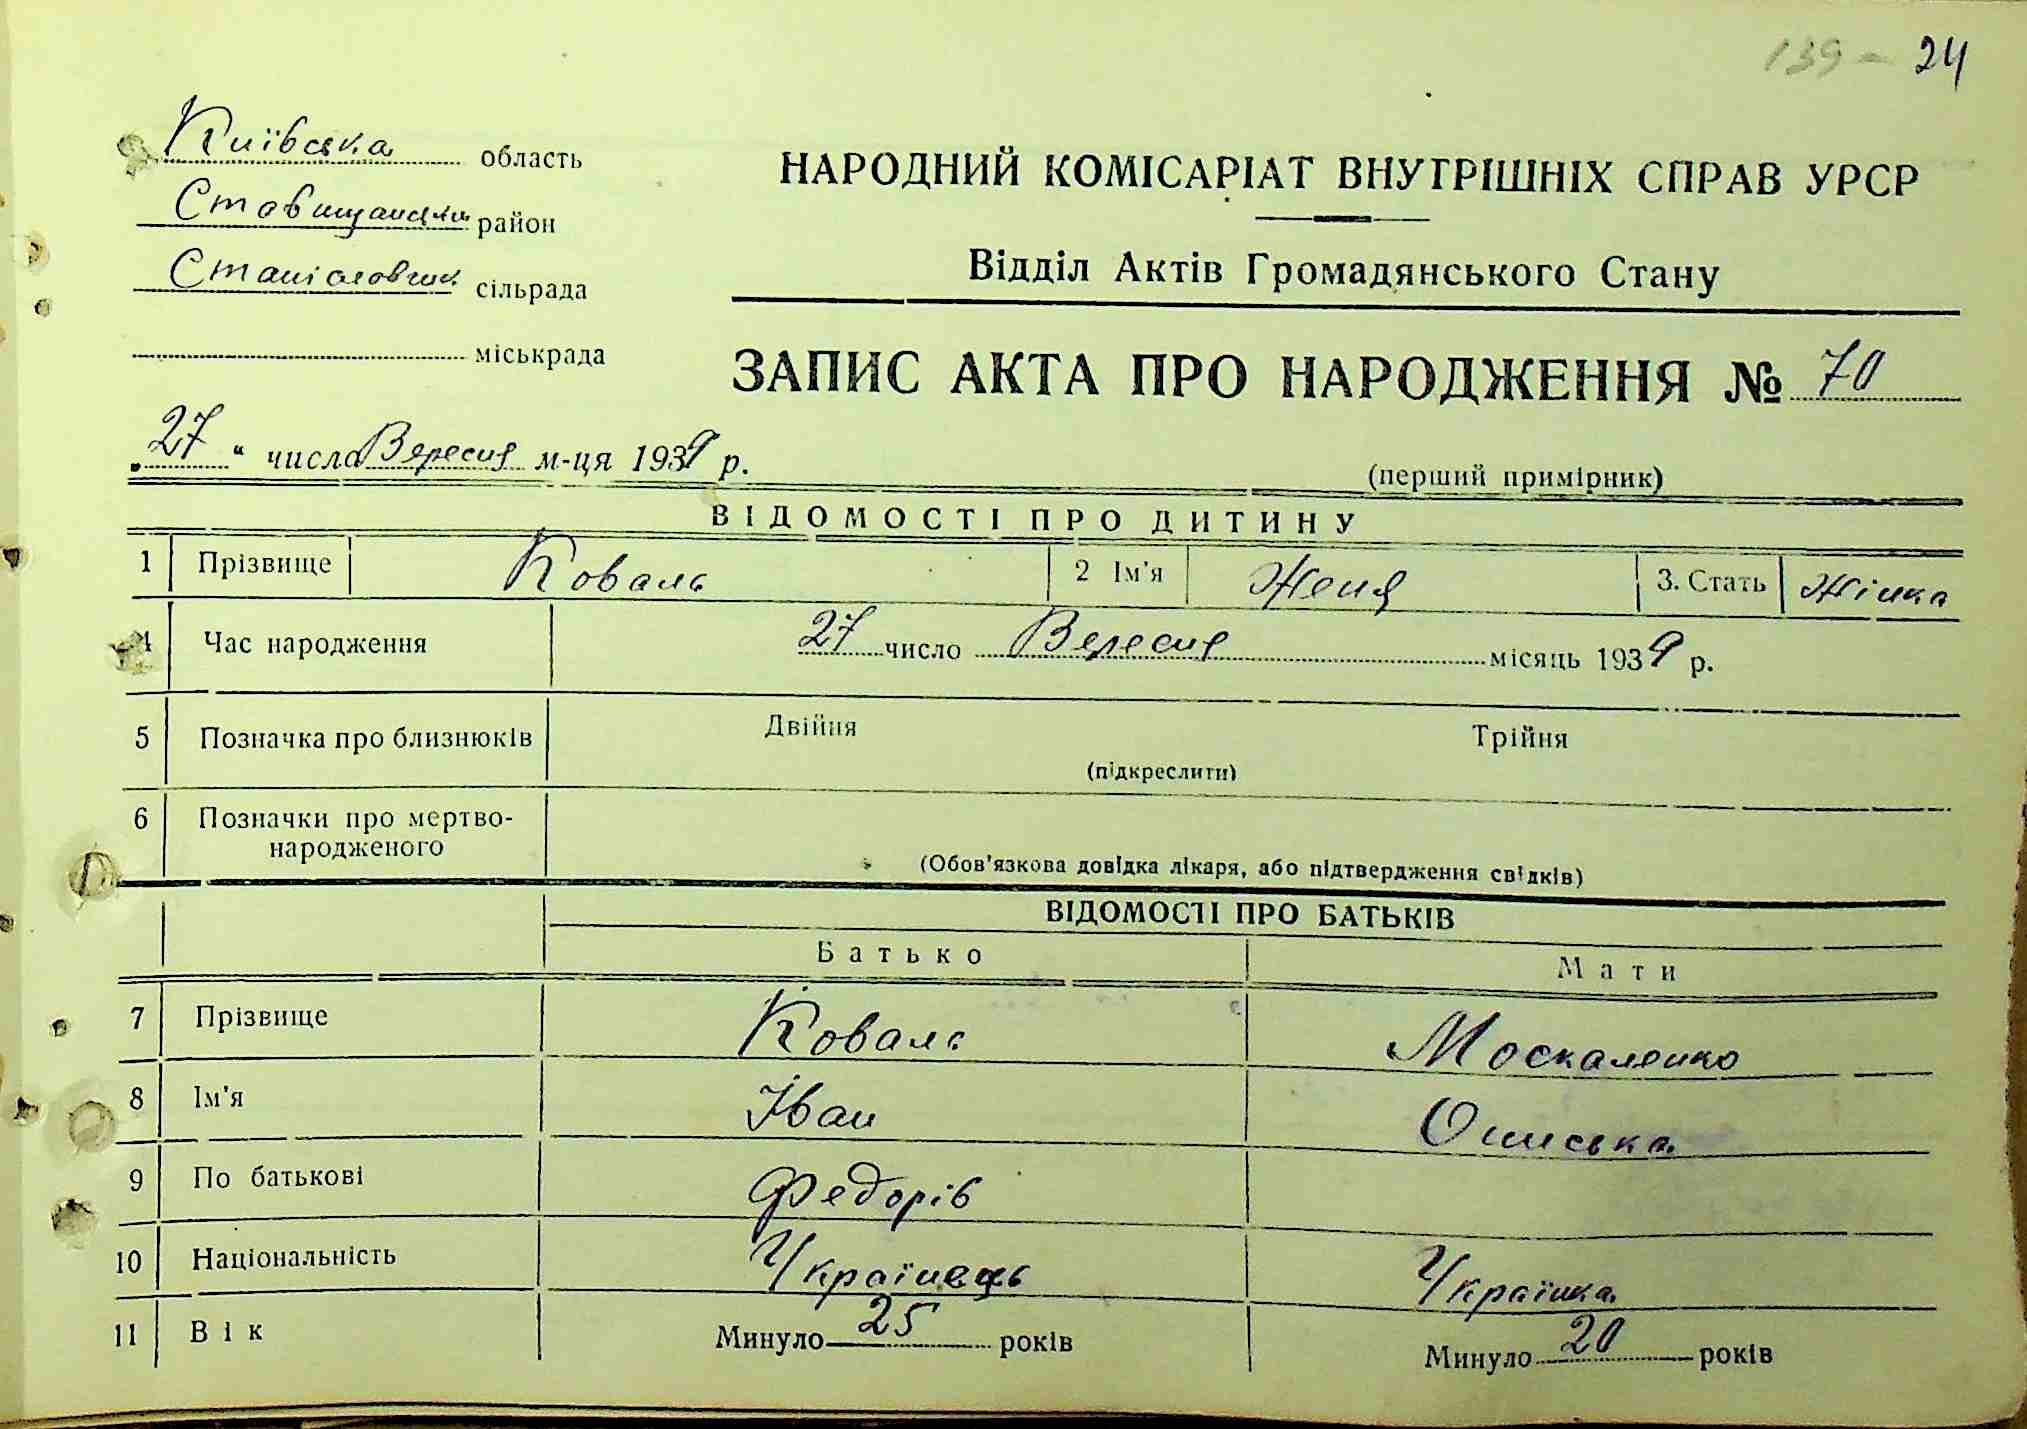 139 - 24
Київська область
Ставищанськ район
Станіславчик сільрада
міськрада
НАРОДНИЙ КОМІСАРІАТ ВНУТРІШНІХ СПРАВ УРСР
Відділ Актів Громадянського Стану
ЗАПИС АКТА ПРО НАРОДЖЕННЯ № 70
„27" числа Вересня м-ця 1939 р.
(перший примірник)
ВІДОМОСТІ ПРО ДИТИНУ
1 Прізвище Коваль 2 Ім'я Женя 3. Стать Жінка
4 Час народження 27 число Вересня місяць 1939 р.
5 Позначка про близнюків Двійня Трійня
(підкреслити)
6 Позначки про мертво-
народженого
(Обов'язкова довідка лікаря, або підтвердження свідків)
ВІДОМОСТІ ПРО БАТЬКІВ
Батько Мати
7 Прізвище Коваль Москаленко
8 Ім'я Іван Ониська
9 По батькові Федорів
10 Національність Українець Українка
11 Вік Минуло 25 років Минуло 20 років